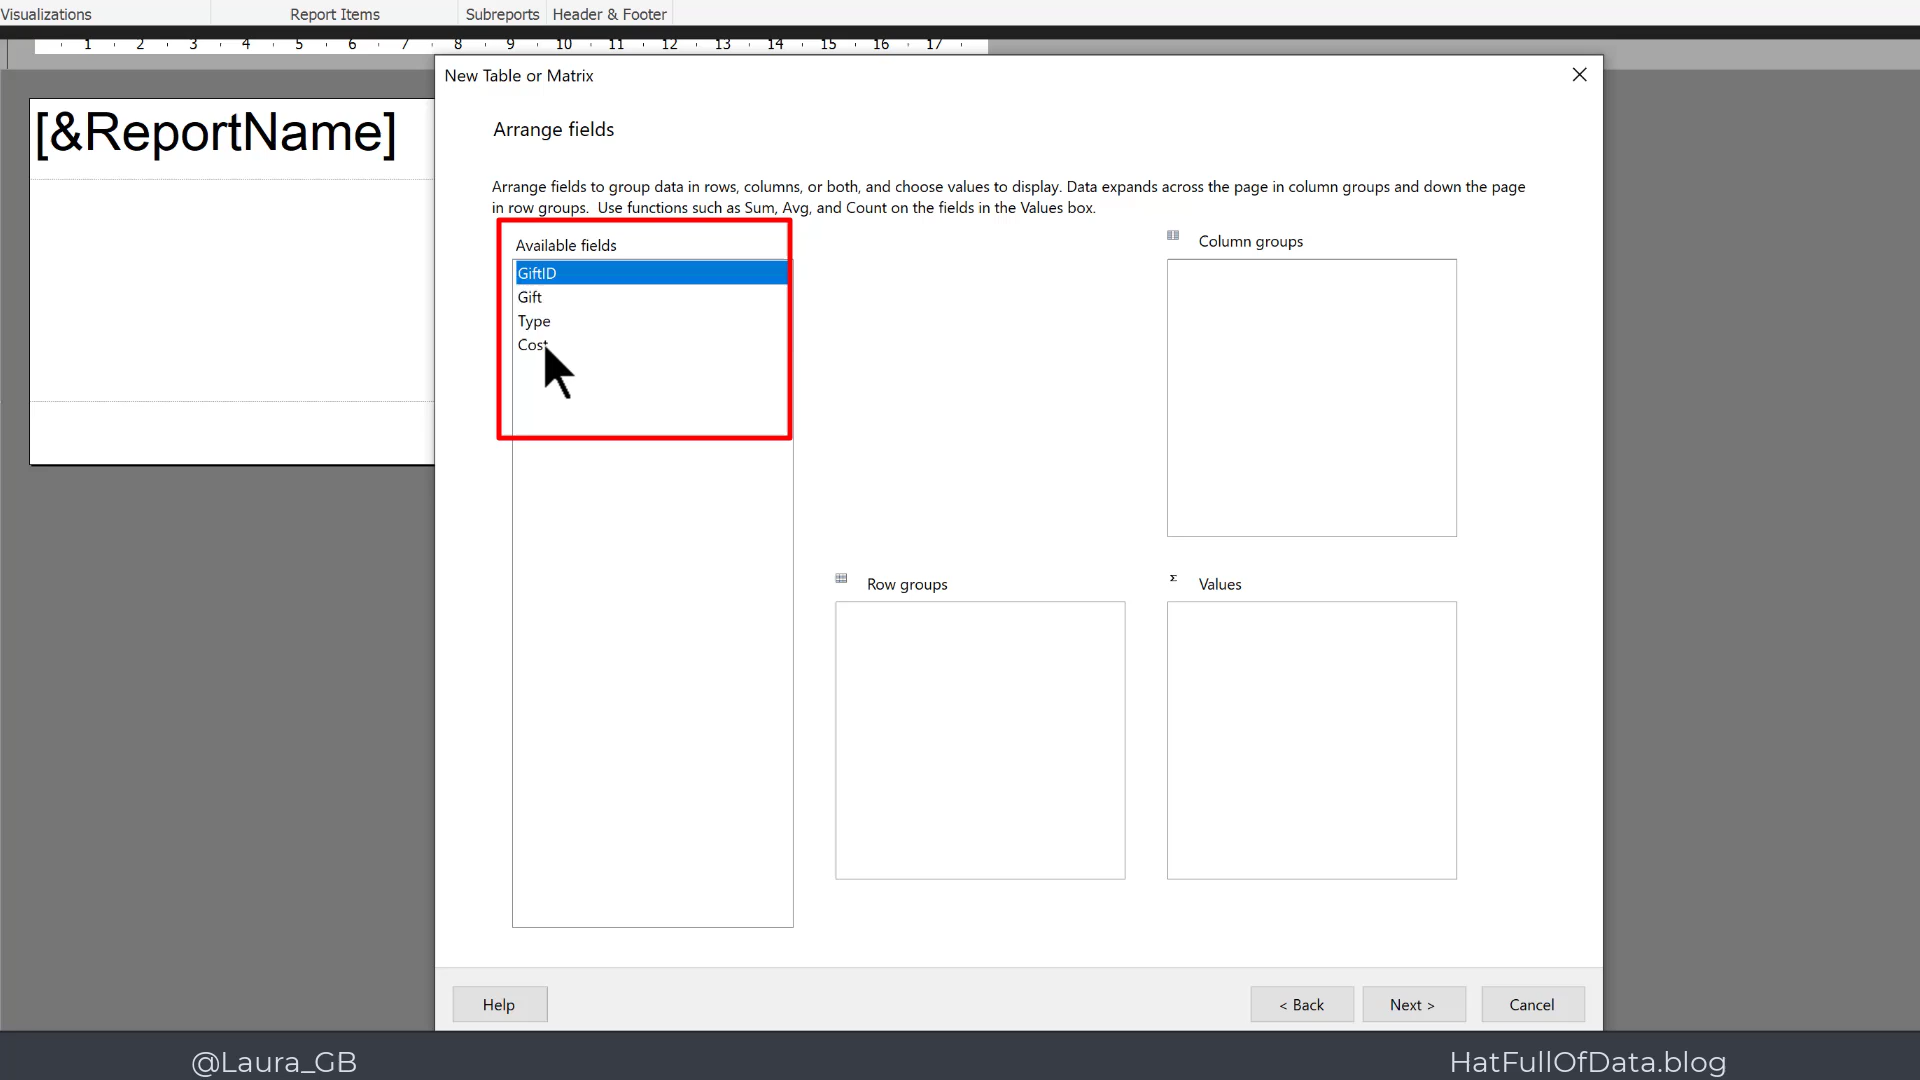 Visualizations
Report Items
Subreports
Header & Footer
1 2 3 4 5 6 7 8 9 10 11 12 13 14 15 16 17
New Table or Matrix
[&ReportName]
Arrange fields
Arrange fields to group data in rows, columns, or both, and choose values to display. Data expands across the page in column groups and down the page
in row groups.  Use functions such as Sum, Avg, and Count on the fields in the Values box.
Available fields
GiftID
Gift
Type
Cost
Column groups
Row groups
Σ Values
Help
< Back
Next >
Cancel
@Laura_GB
HatFullOfData.blog